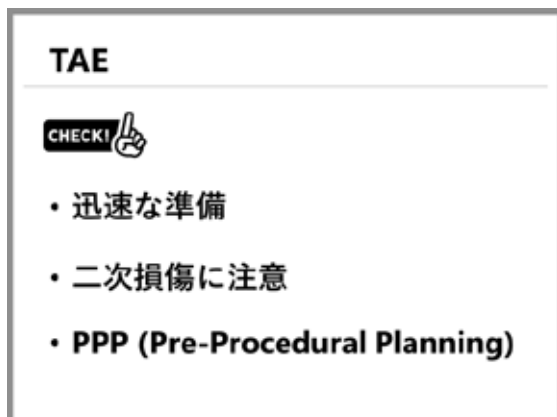 TAE
CHECK!
• 迅速な準備
• 二次損傷に注意
• PPP (Pre-Procedural Planning)